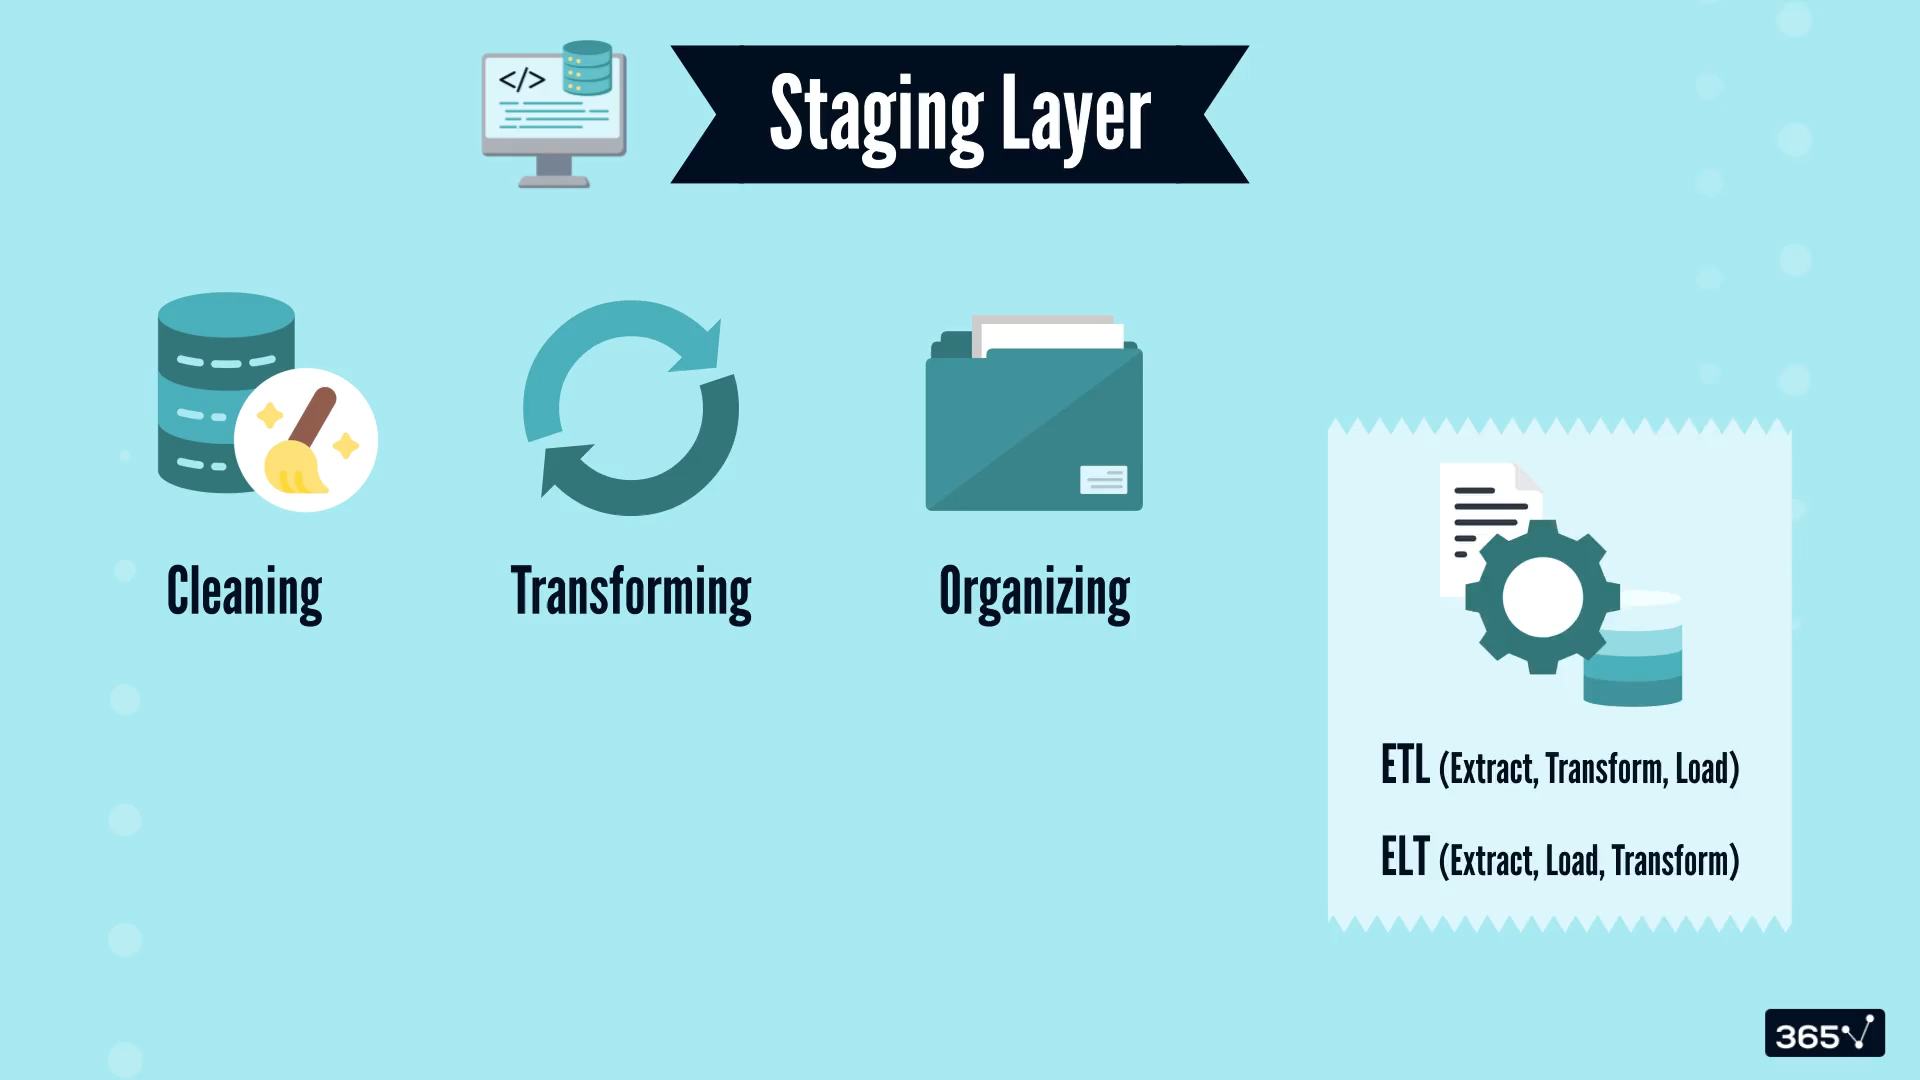 </>
Staging Layer
Cleaning
Transforming
Organizing
ETL (Extract, Transform, Load)
ELT (Extract, Load, Transform)
365